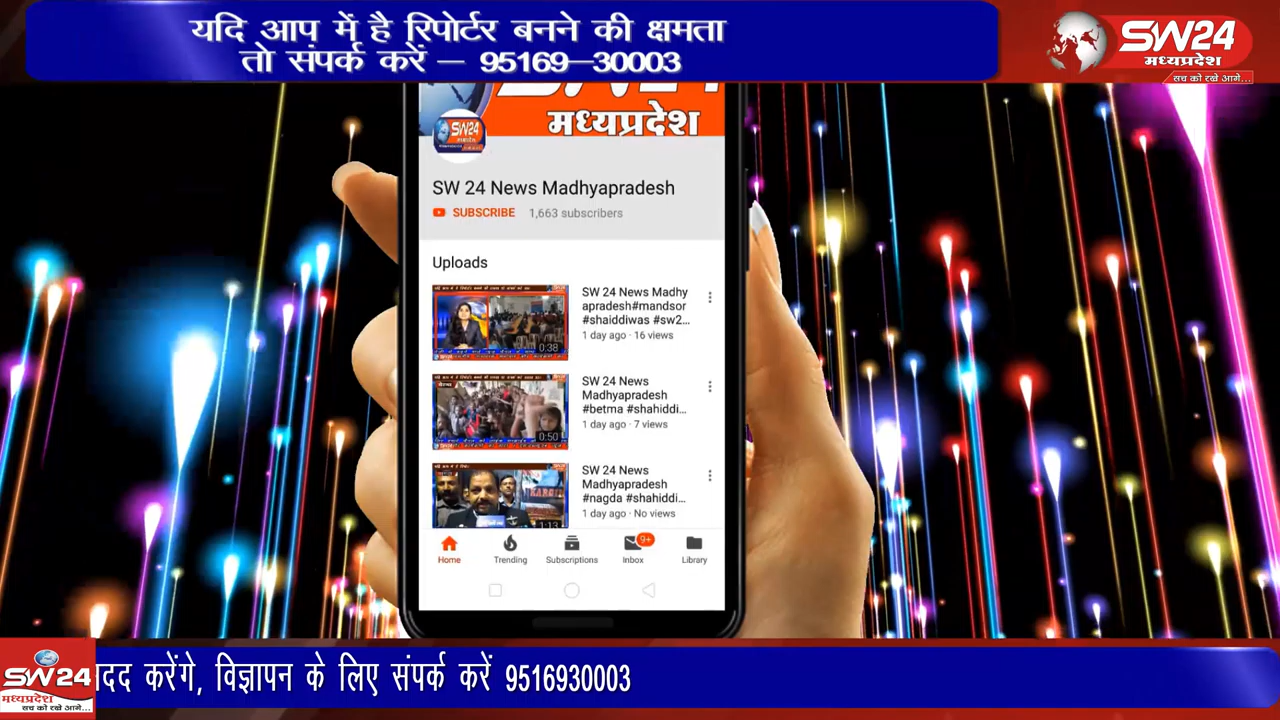 यदि आप में है रिपोर्टर बनने की क्षमता
तो संपर्क करें – 95169–30003
SW24
मध्यप्रदेश
सच को रखे आगे...
मध्यप्रदेश
SW24
SW 24 News Madhyapradesh
SUBSCRIBE 1,663 subscribers
Uploads
SW 24 News Madhy
apradesh#mandsor
#shaiddiwas #sw2...
1 day ago · 16 views
0:38
SW 24 News
Madhyapradesh
#betma #shahiddi...
1 day ago · 7 views
0:50
SW 24 News
Madhyapradesh
#nagda #shahiddi...
1 day ago · No views
1:13
9+
Home Trending Subscriptions Inbox Library
SW24
मध्यप्रदेश
सच को रखे आगे...
करेंगे, विज्ञापन के लिए संपर्क करें 9516930003